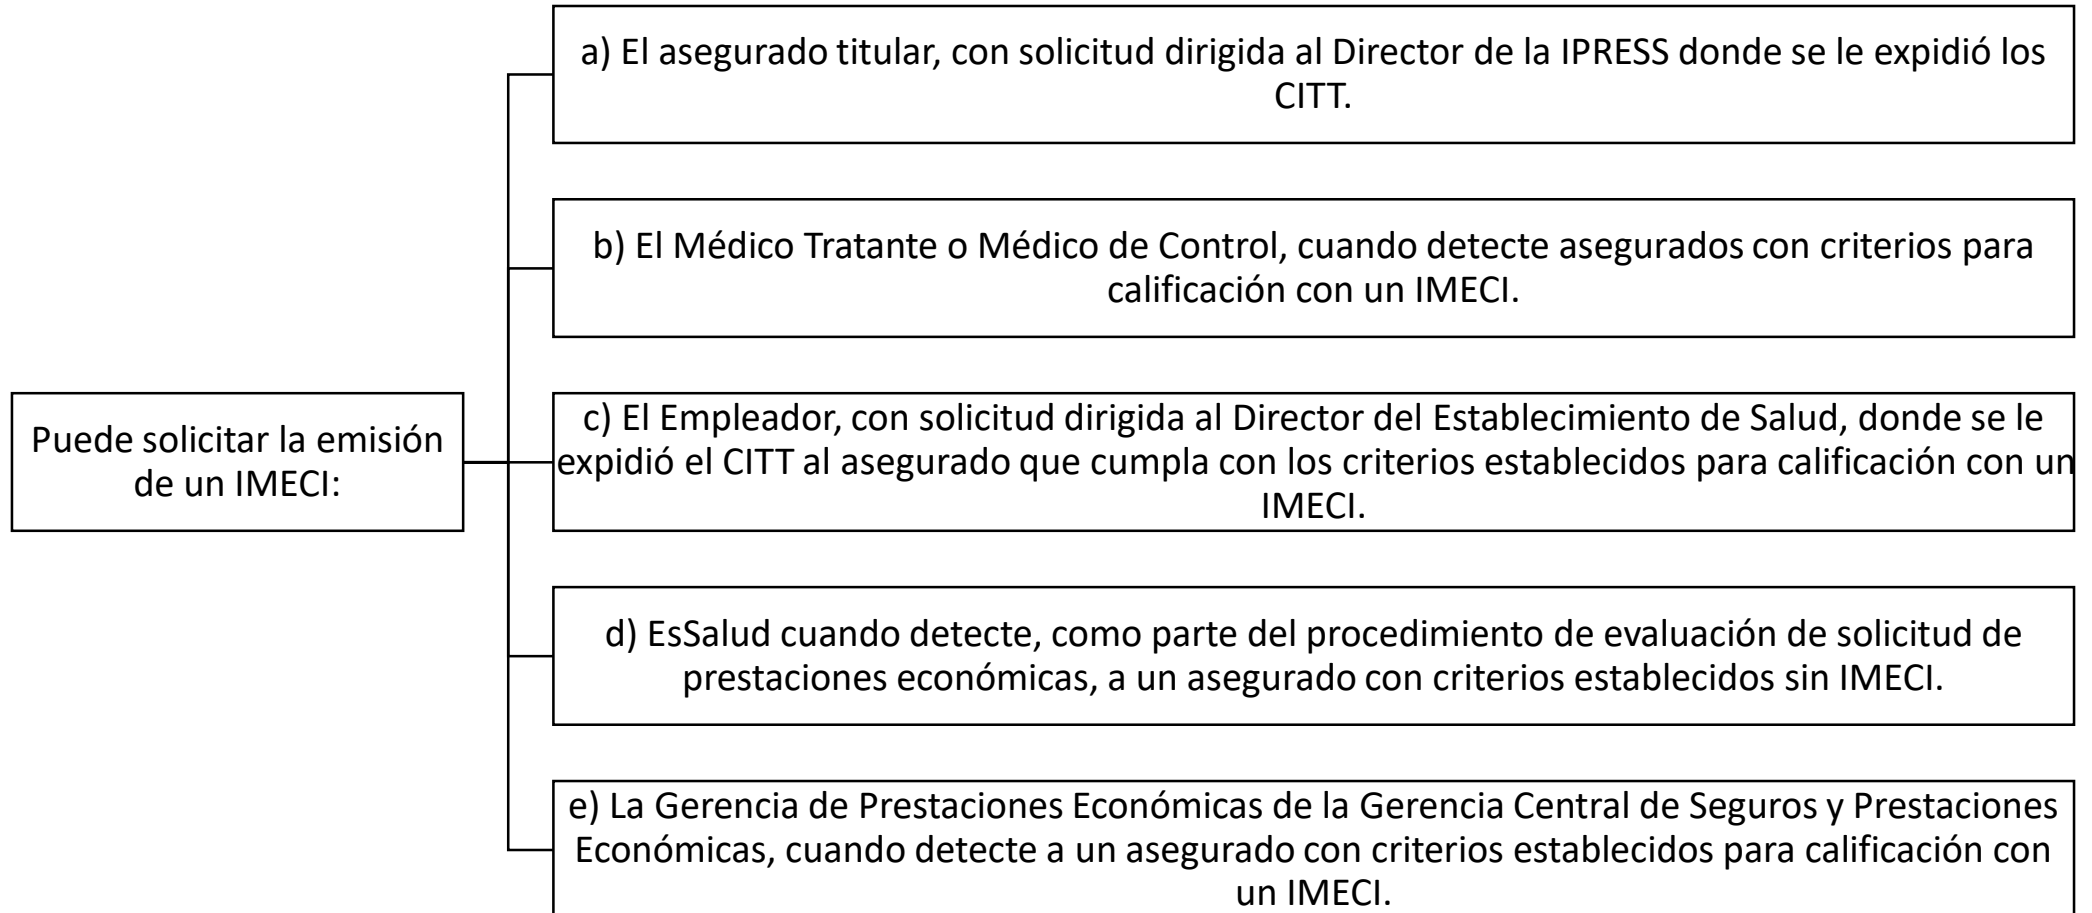 a) El asegurado titular, con solicitud dirigida al Director de la IPRESS donde se le expidió los
CITT.
b) El Médico Tratante o Médico de Control, cuando detecte asegurados con criterios para
calificación con un IMECI.
Puede solicitar la emisión
de un IMECI:
c) El Empleador, con solicitud dirigida al Director del Establecimiento de Salud, donde se le
expidió el CITT al asegurado que cumpla con los criterios establecidos para calificación con un
IMECI.
d) EsSalud cuando detecte, como parte del procedimiento de evaluación de solicitud de
prestaciones económicas, a un asegurado con criterios establecidos sin IMECI.
e) La Gerencia de Prestaciones Económicas de la Gerencia Central de Seguros y Prestaciones
Económicas, cuando detecte a un asegurado con criterios establecidos para calificación con
un IMECI.